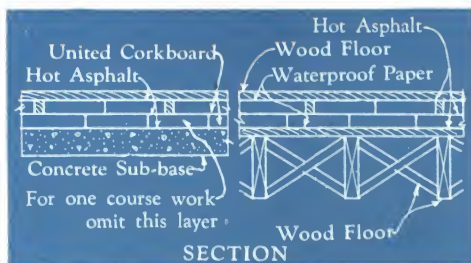 United Corkboard
Hot Asphalt
Concrete Sub-base
For one course work
omit this layer
Hot Asphalt
Wood Floor
Waterproof Paper
Wood Floor
SECTION